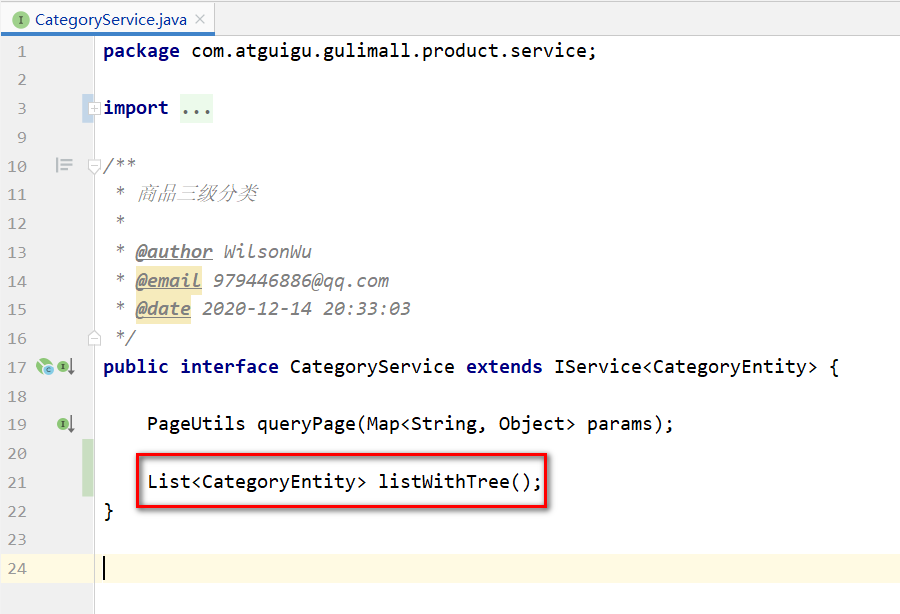 CategoryService.java
1 package com.atguigu.gulimall.product.service;
2
3 import ...
9
10 /**
11 * 商品三级分类
12 *
13 * @author WilsonWu
14 * @email 979446886@qq.com
15 * @date 2020-12-14 20:33:03
16 */
17 public interface CategoryService extends IService<CategoryEntity> {
18
19 PageUtils queryPage(Map<String, Object> params);
20
21 List<CategoryEntity> listWithTree();
22 }
23
24